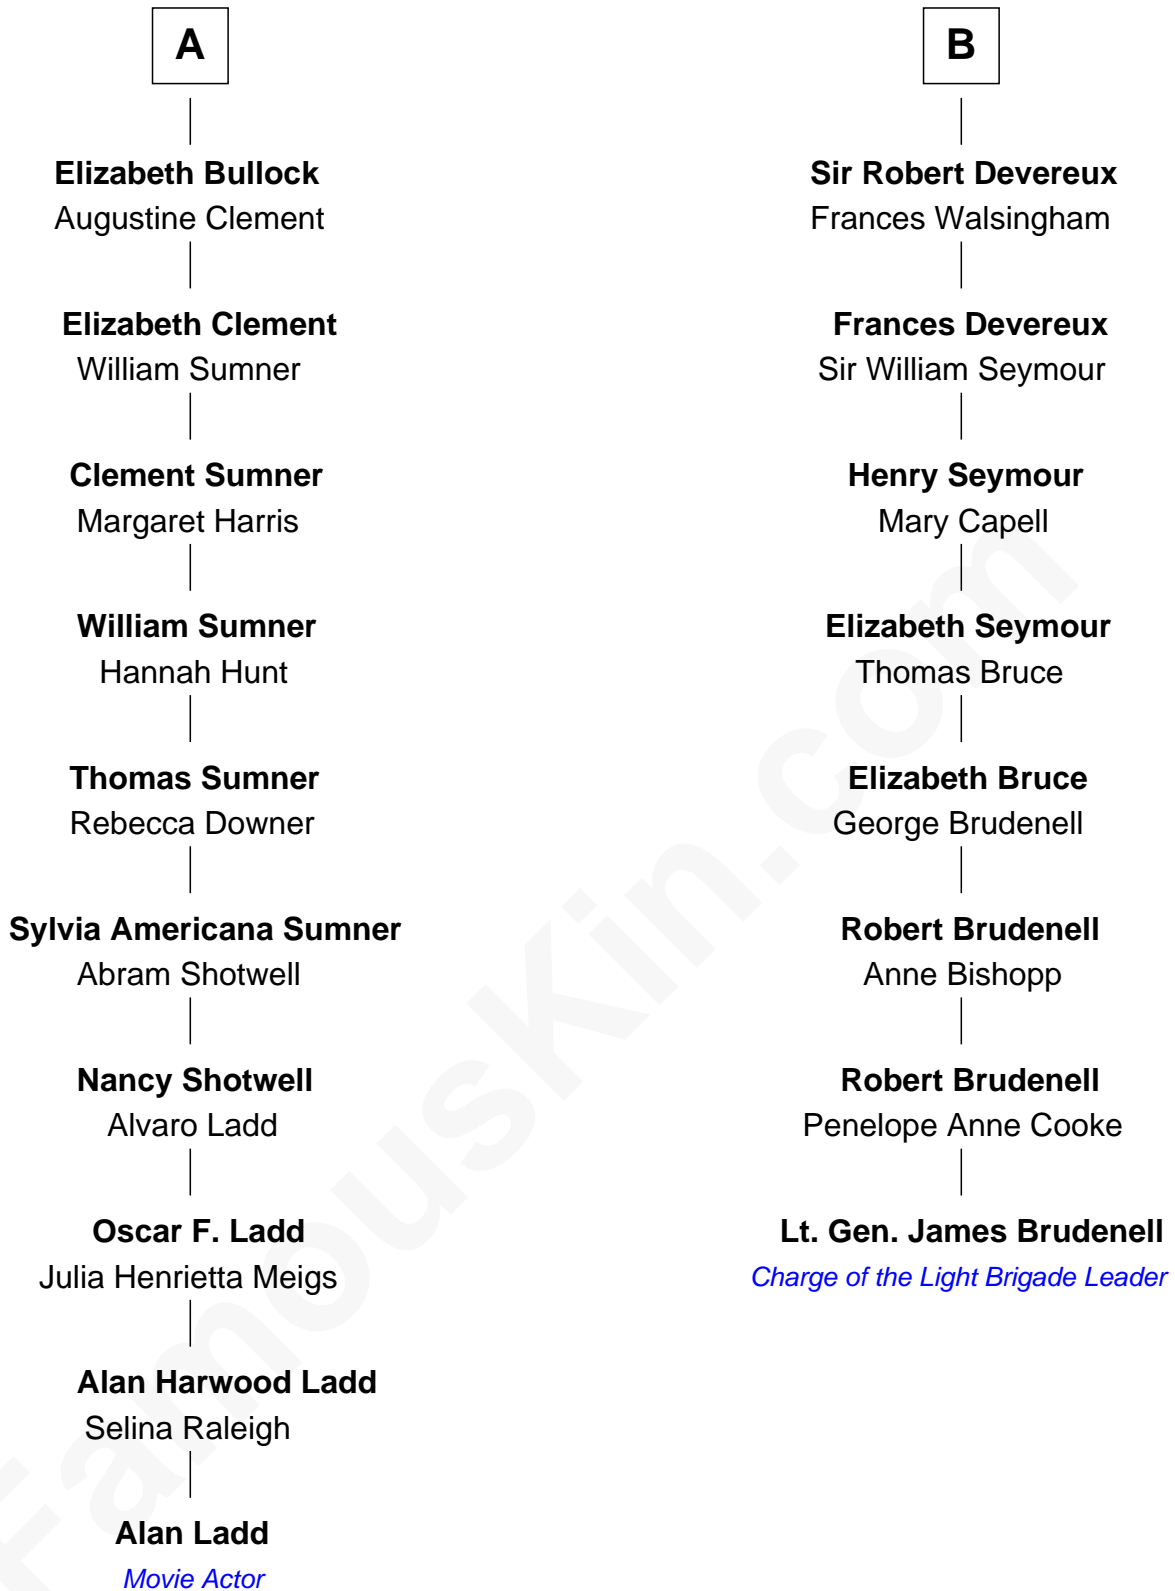 A
Elizabeth Bullock
Augustine Clement
Elizabeth Clement
William Sumner
Clement Sumner
Margaret Harris
William Sumner
Hannah Hunt
Thomas Sumner
Rebecca Downer
Sylvia Americana Sumner
Abram Shotwell
Nancy Shotwell
Alvaro Ladd
Oscar F. Ladd
Julia Henrietta Meigs
Alan Harwood Ladd
Selina Raleigh
Alan Ladd
Movie Actor
B
Sir Robert Devereux
Frances Walsingham
Frances Devereux
Sir William Seymour
Henry Seymour
Mary Capell
Elizabeth Seymour
Thomas Bruce
Elizabeth Bruce
George Brudenell
Robert Brudenell
Anne Bishopp
Robert Brudenell
Penelope Anne Cooke
Lt. Gen. James Brudenell
Charge of the Light Brigade Leader
FamousKin.com